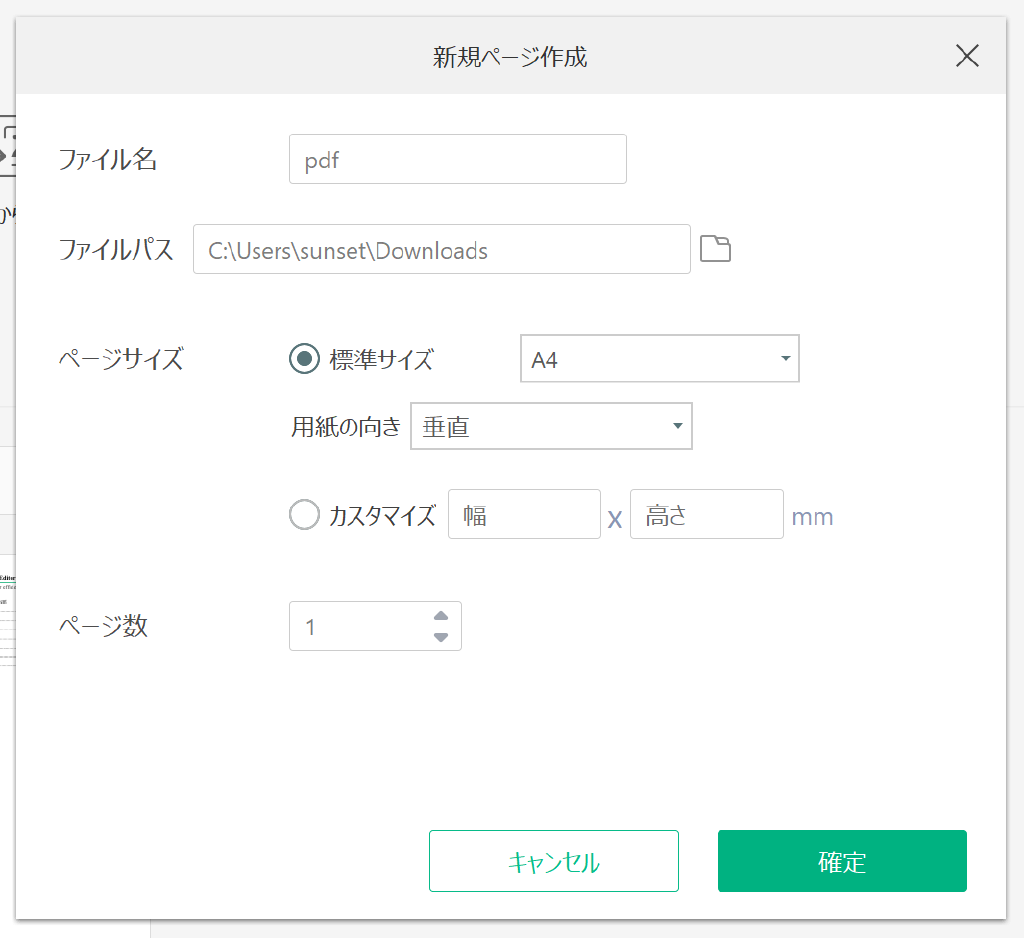 新規ページ作成
から
ファイル名 pdf
ファイルパス C:\Users\sunset\Downloads
ページサイズ 標準サイズ A4
用紙の向き 垂直
カスタマイズ 幅 x 高さ mm
Editor
ページ数 1
キャンセル 確定